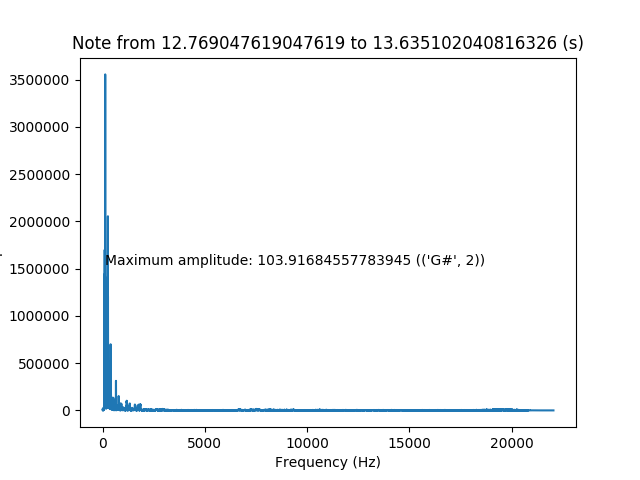 Note from 12.769047619047619 to 13.635102040816326 (s)
3500000
3000000
2500000
2000000
1500000
1000000
500000
0
Maximum amplitude: 103.91684557783945 (('G#', 2))
0 5000 10000 15000 20000
Frequency (Hz)